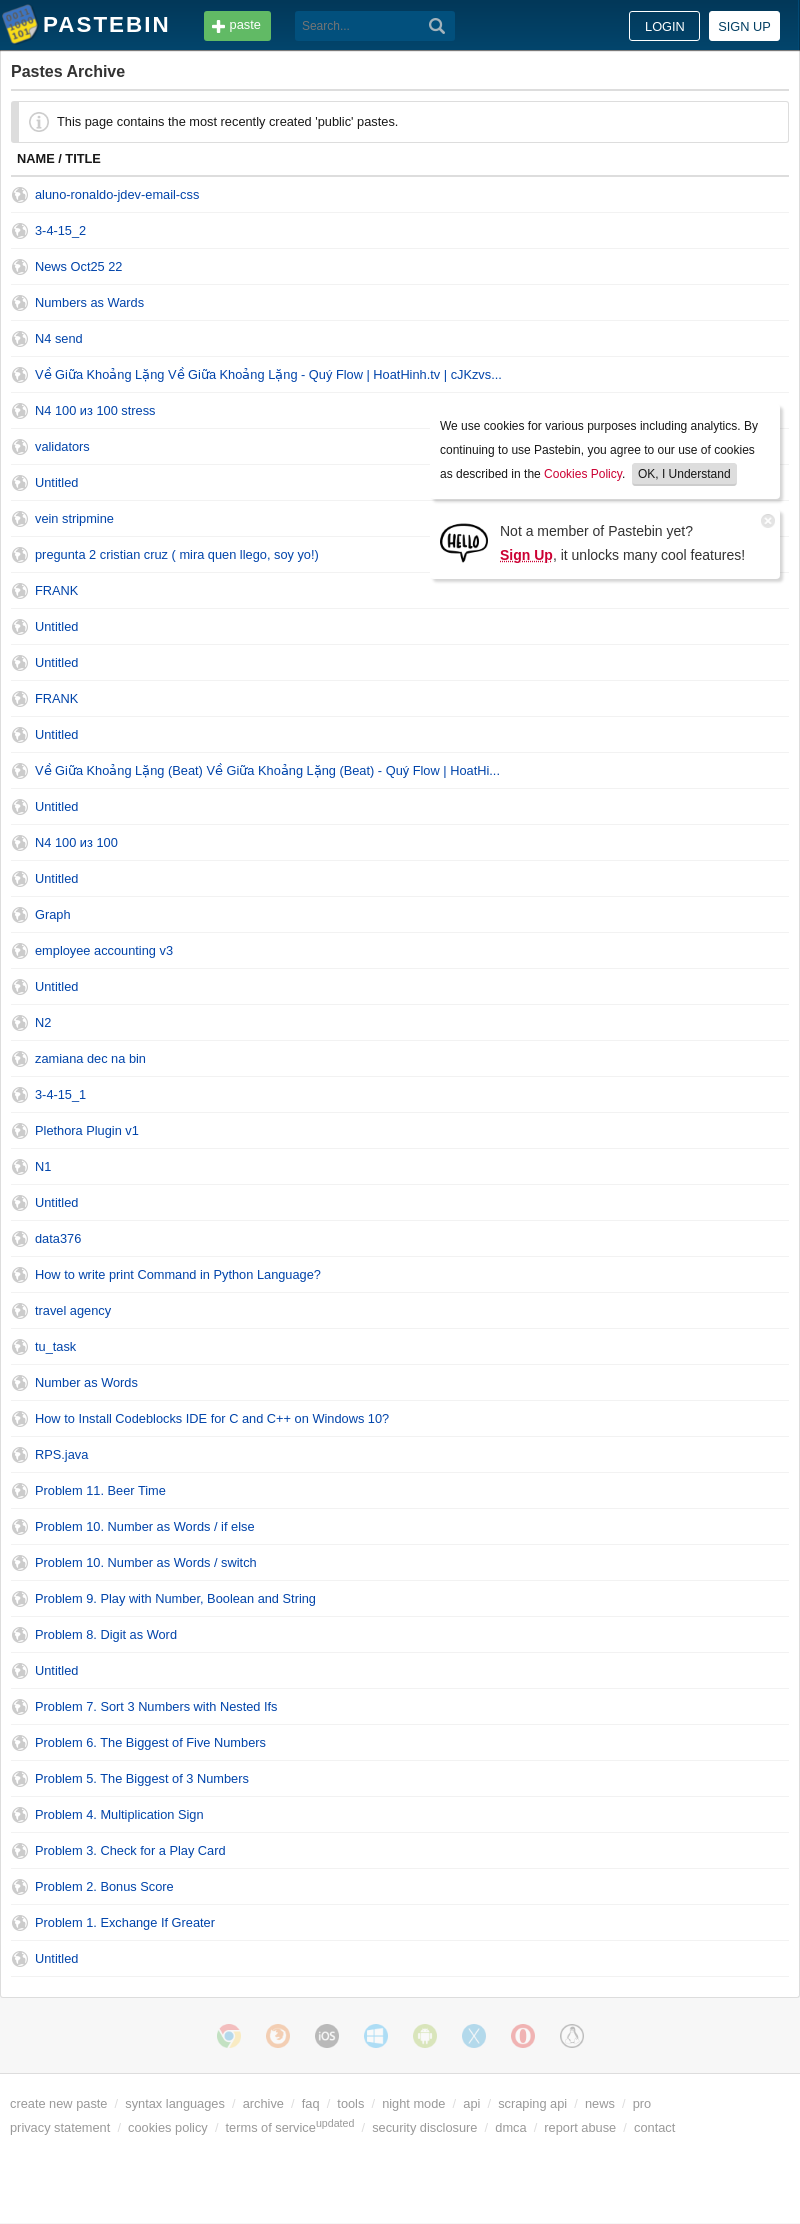 PASTEBIN
paste
Search...
LOGIN
SIGN UP
Pastes Archive
This page contains the most recently created 'public' pastes.
NAME / TITLE
aluno-ronaldo-jdev-email-css
3-4-15_2
News Oct25 22
Numbers as Wards
N4 send
Về Giữa Khoảng Lặng Về Giữa Khoảng Lặng - Quý Flow | HoatHinh.tv | cJKzvs...
N4 100 из 100 stress
validators
Untitled
vein stripmine
pregunta 2 cristian cruz ( mira quen llego, soy yo!)
We use cookies for various purposes including analytics. By
continuing to use Pastebin, you agree to our use of cookies
as described in the Cookies Policy. OK, I Understand
HELLO
Not a member of Pastebin yet?
Sign Up, it unlocks many cool features!
FRANK
Untitled
Untitled
FRANK
Untitled
Về Giữa Khoảng Lặng (Beat) Về Giữa Khoảng Lặng (Beat) - Quý Flow | HoatHi...
Untitled
N4 100 из 100
Untitled
Graph
employee accounting v3
Untitled
N2
zamiana dec na bin
3-4-15_1
Plethora Plugin v1
N1
Untitled
data376
How to write print Command in Python Language?
travel agency
tu_task
Number as Words
How to Install Codeblocks IDE for C and C++ on Windows 10?
RPS.java
Problem 11. Beer Time
Problem 10. Number as Words / if else
Problem 10. Number as Words / switch
Problem 9. Play with Number, Boolean and String
Problem 8. Digit as Word
Untitled
Problem 7. Sort 3 Numbers with Nested Ifs
Problem 6. The Biggest of Five Numbers
Problem 5. The Biggest of 3 Numbers
Problem 4. Multiplication Sign
Problem 3. Check for a Play Card
Problem 2. Bonus Score
Problem 1. Exchange If Greater
Untitled
iOS
create new paste / syntax languages / archive / faq / tools / night mode / api / scraping api / news / pro
privacy statement / cookies policy / terms of service updated / security disclosure / dmca / report abuse / contact